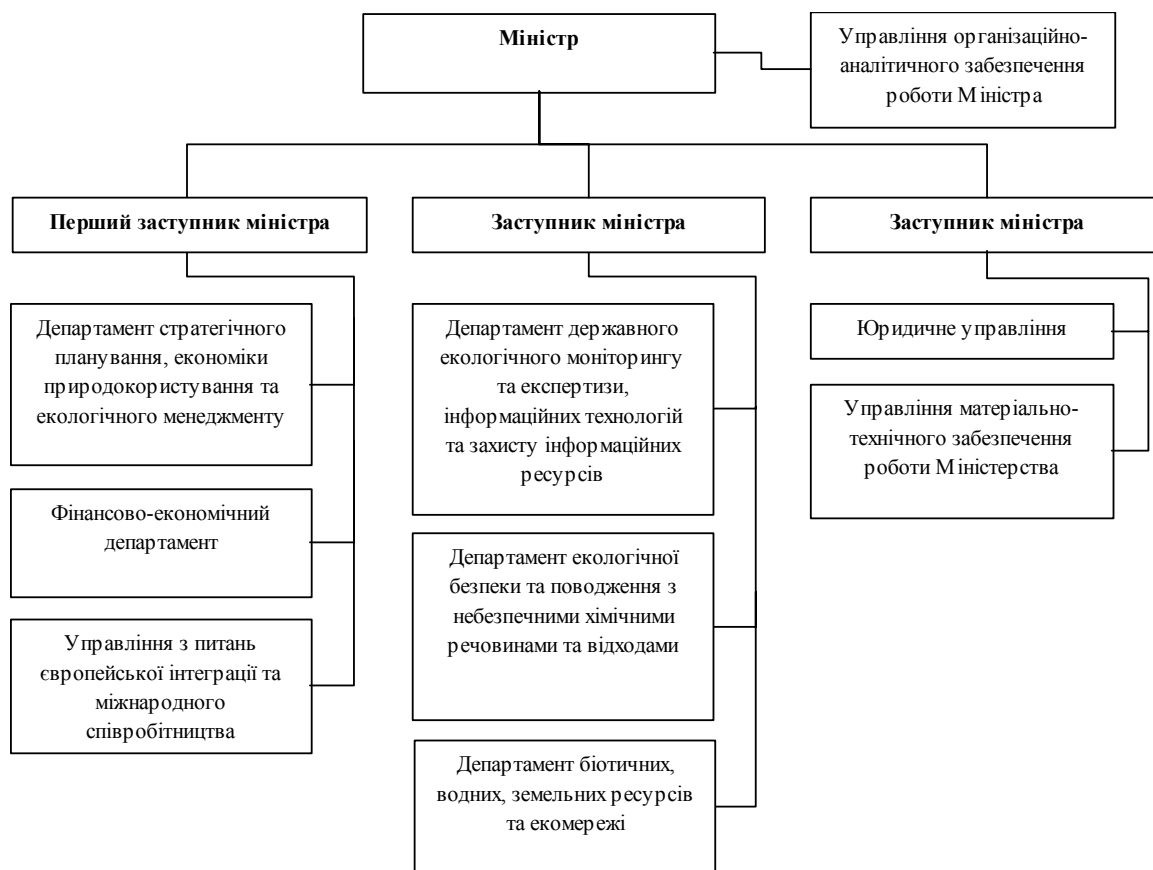 Міністр
Управління організаційно-
аналітичного забезпечення
роботи Міністра
Перший заступник міністра
Заступник міністра
Заступник міністра
Департамент стратегічного
планування, економіки
природокористування та
екологічного менеджменту
Фінансово-економічний
департамент
Управління з питань
європейської інтеграції та
міжнародного
співробітництва
Департамент державного
екологічного моніторингу
та експертизи,
інформаційних технологій
та захисту інформаційних
ресурсів
Департамент екологічної
безпеки та поводження з
небезпечними хімічними
речовинами та відходами
Департамент біотичних,
водних, земельних ресурсів
та екомережі
Юридичне управління
Управління матеріально-
технічного забезпечення
роботи Міністерства